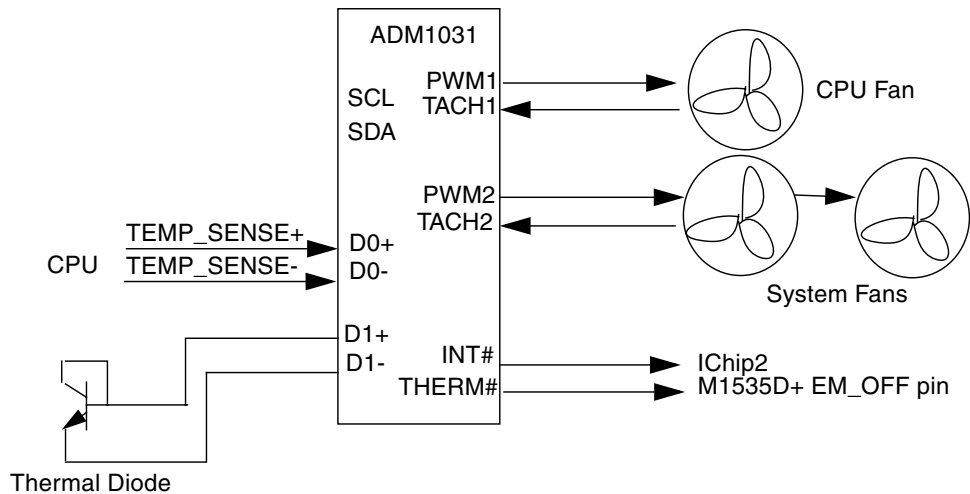 ADM1031
PWM1
TACH1
SCL
SDA
CPU Fan
PWM2
TACH2
TEMP_SENSE+
TEMP_SENSE-
CPU
D0+
D0-
System Fans
D1+
D1-
INT#
THERM#
IChip2
M1535D+ EM_OFF pin
Thermal Diode